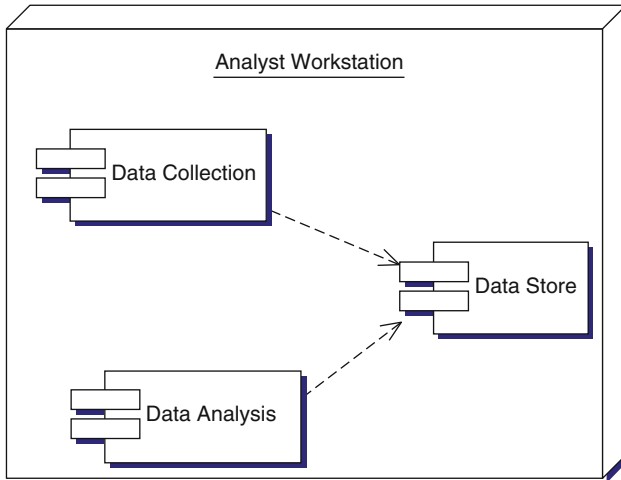 Analyst Workstation
Data Collection
Data Store
Data Analysis